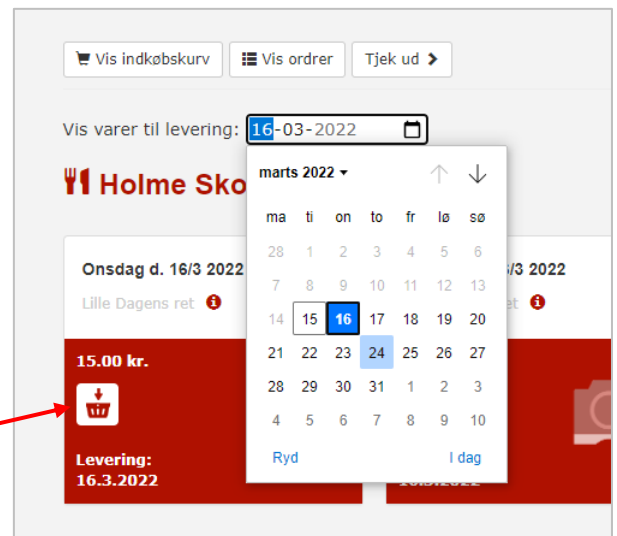 Vis indkøbskurv Vis ordrer Tjek ud
Vis varer til levering: 16-03-2022
Holme Sko
marts 2022
ma ti on to fr lø sø
28 1 2 3 4 5 6
7 8 9 10 11 12 13
14 15 16 17 18 19 20
21 22 23 24 25 26 27
28 29 30 31 1 2 3
4 5 6 7 8 9 10
Ryd I dag
Onsdag d. 16/3 2022
Lille Dagens ret
15.00 kr.
Levering:
16.3.2022
/3 2022